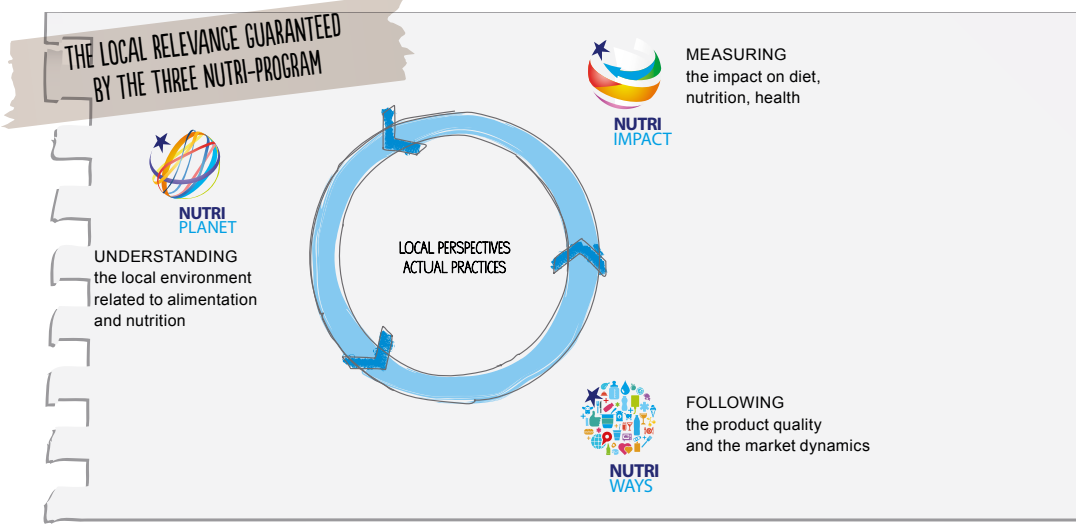 THE LOCAL RELEVANCE GUARANTEED
BY THE THREE NUTRI-PROGRAM
NUTRI
PLANET
UNDERSTANDING
the local environment
related to alimentation
and nutrition
LOCAL PERSPECTIVES
ACTUAL PRACTICES
NUTRI
IMPACT
MEASURING
the impact on diet,
nutrition, health
NUTRI
WAYS
FOLLOWING
the product quality
and the market dynamics